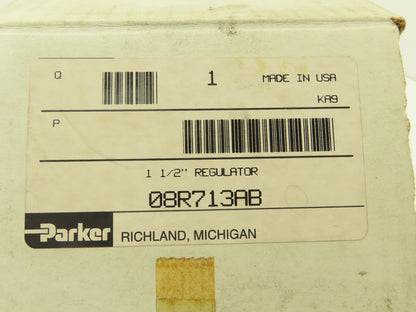 Q 1 MADE IN USA
KA9
P
1 1/2" REGULATOR
08R713AB
Parker RICHLAND, MICHIGAN